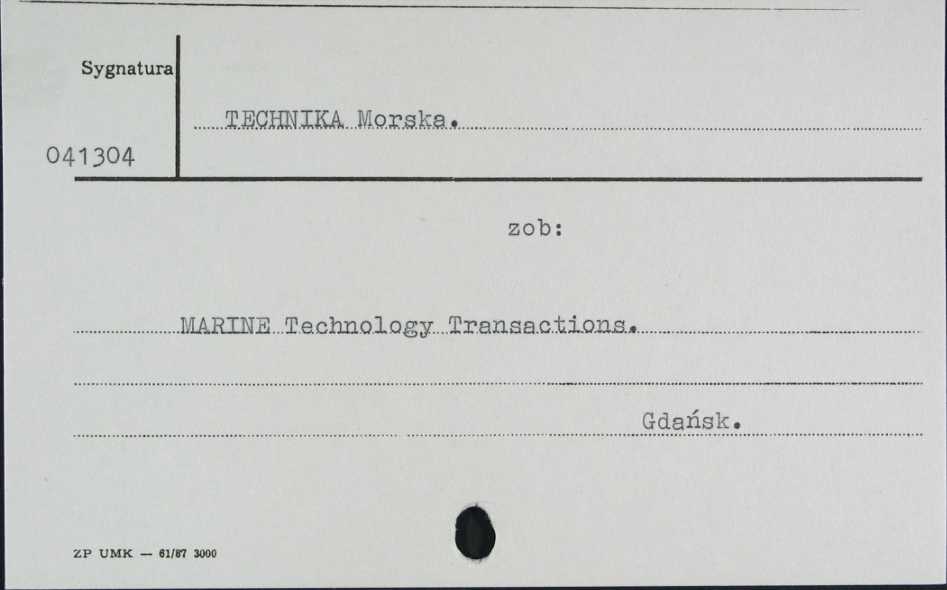 Sygnatura
TECHNIKA Morska.
041304
zob:
MARINE Technology Transactions.
Gdańsk.
ZP UMK — 61/87 3000